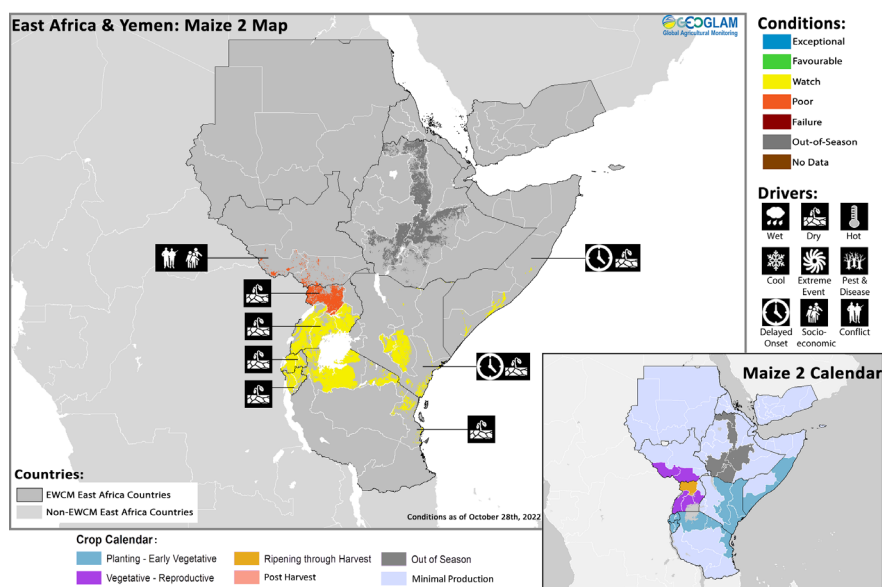 East Africa & Yemen: Maize 2 Map
GEOGLAM
Global Agricultural Monitoring
Conditions:
Exceptional
Favourable
Watch
Poor
Failure
Out-of-Season
No Data
Drivers:
Wet
Dry
Hot
Cool
Extreme
Event
Pest &
Disease
Delayed
Onset
Socio-
economic
Conflict
Maize 2 Calendar
Countries:
EWCM East Africa Countries
Non-EWCM East Africa Countries
Conditions as of October 28th, 2022
Crop Calendar:
Planting - Early Vegetative
Vegetative - Reproductive
Ripening through Harvest
Post Harvest
Out of Season
Minimal Production